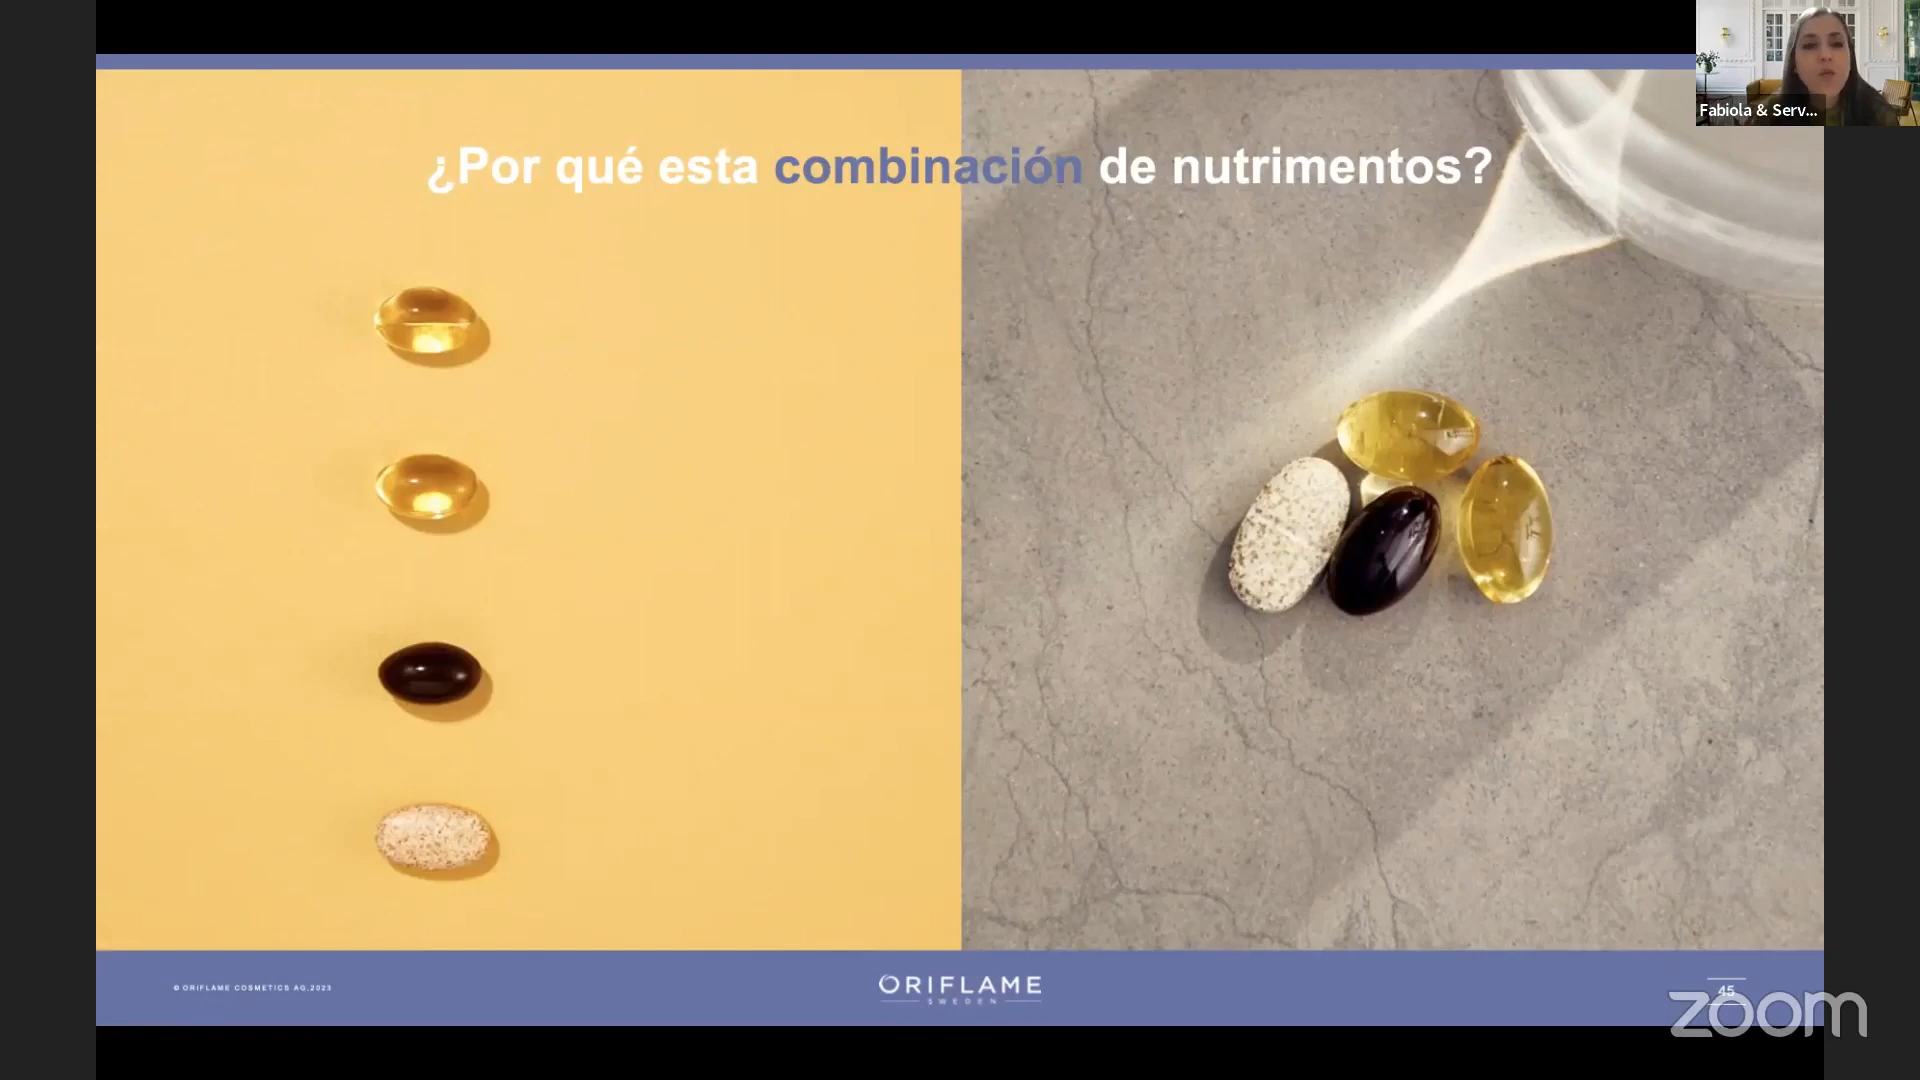 Fabiola & Serv...
¿Por qué esta combinación de nutrimentos?
© ORIFLAME COSMETICS AG,2023
ORIFLAME
SWEDEN
45
zoom